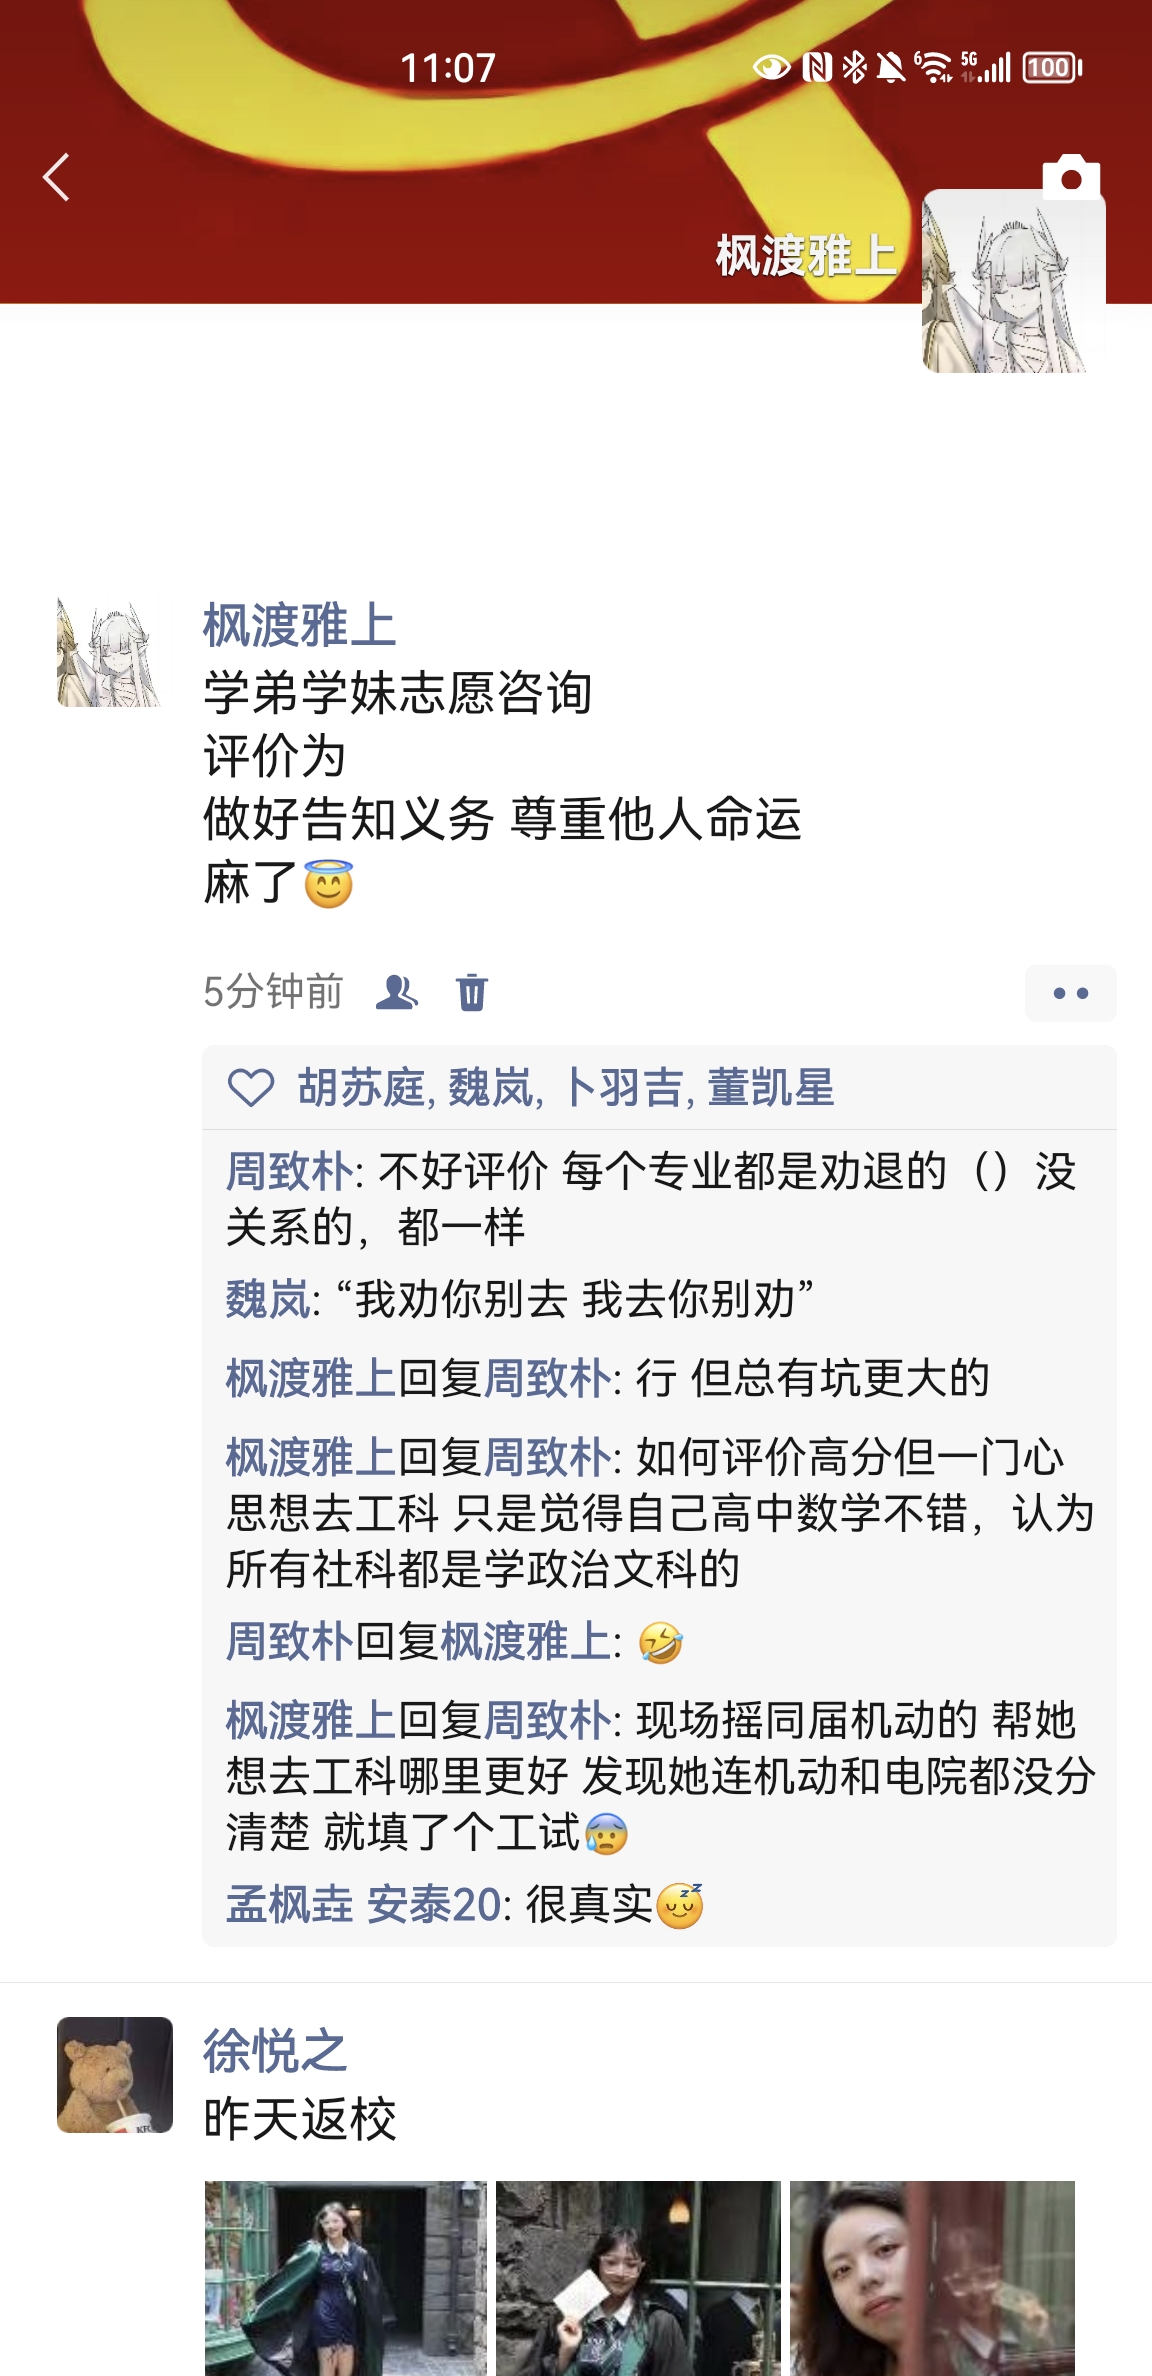 11:07
6
5G
100
枫渡雅上
枫渡雅上
学弟学妹志愿咨询
评价为
做好告知义务 尊重他人命运
麻了😇
5分钟前
胡苏庭, 魏岚, 卜羽吉, 董凯星
周致朴: 不好评价 每个专业都是劝退的（）没
关系的，都一样
魏岚: “我劝你别去 我去你别劝”
枫渡雅上回复周致朴: 行 但总有坑更大的
枫渡雅上回复周致朴: 如何评价高分但一门心
思想去工科 只是觉得自己高中数学不错，认为
所有社科都是学政治文科的
周致朴回复枫渡雅上: 🤣
枫渡雅上回复周致朴: 现场摇同届机动的 帮她
想去工科哪里更好 发现她连机动和电院都没分
清楚 就填了个工试😰
孟枫垚 安泰20: 很真实😴
徐悦之
昨天返校